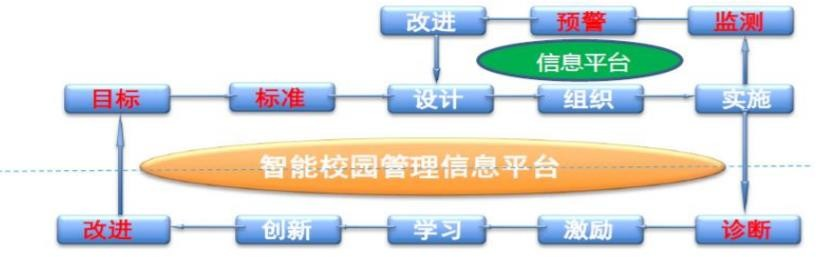 改进
预警
监测
信息平台
目标
标准
设计
组织
实施
智能校园管理信息平台
改进
创新
学习
激励
诊断